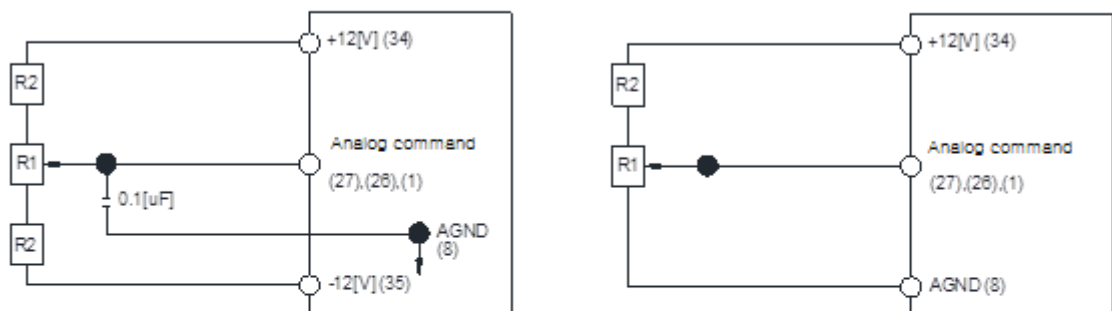 +12[V] (34)
R2
R1
Analog command
(27),(26),(1)
0.1[uF]
R2
AGND
(8)
-12[V] (35)
+12[V] (34)
R2
R1
Analog command
(27),(26),(1)
AGND (8)